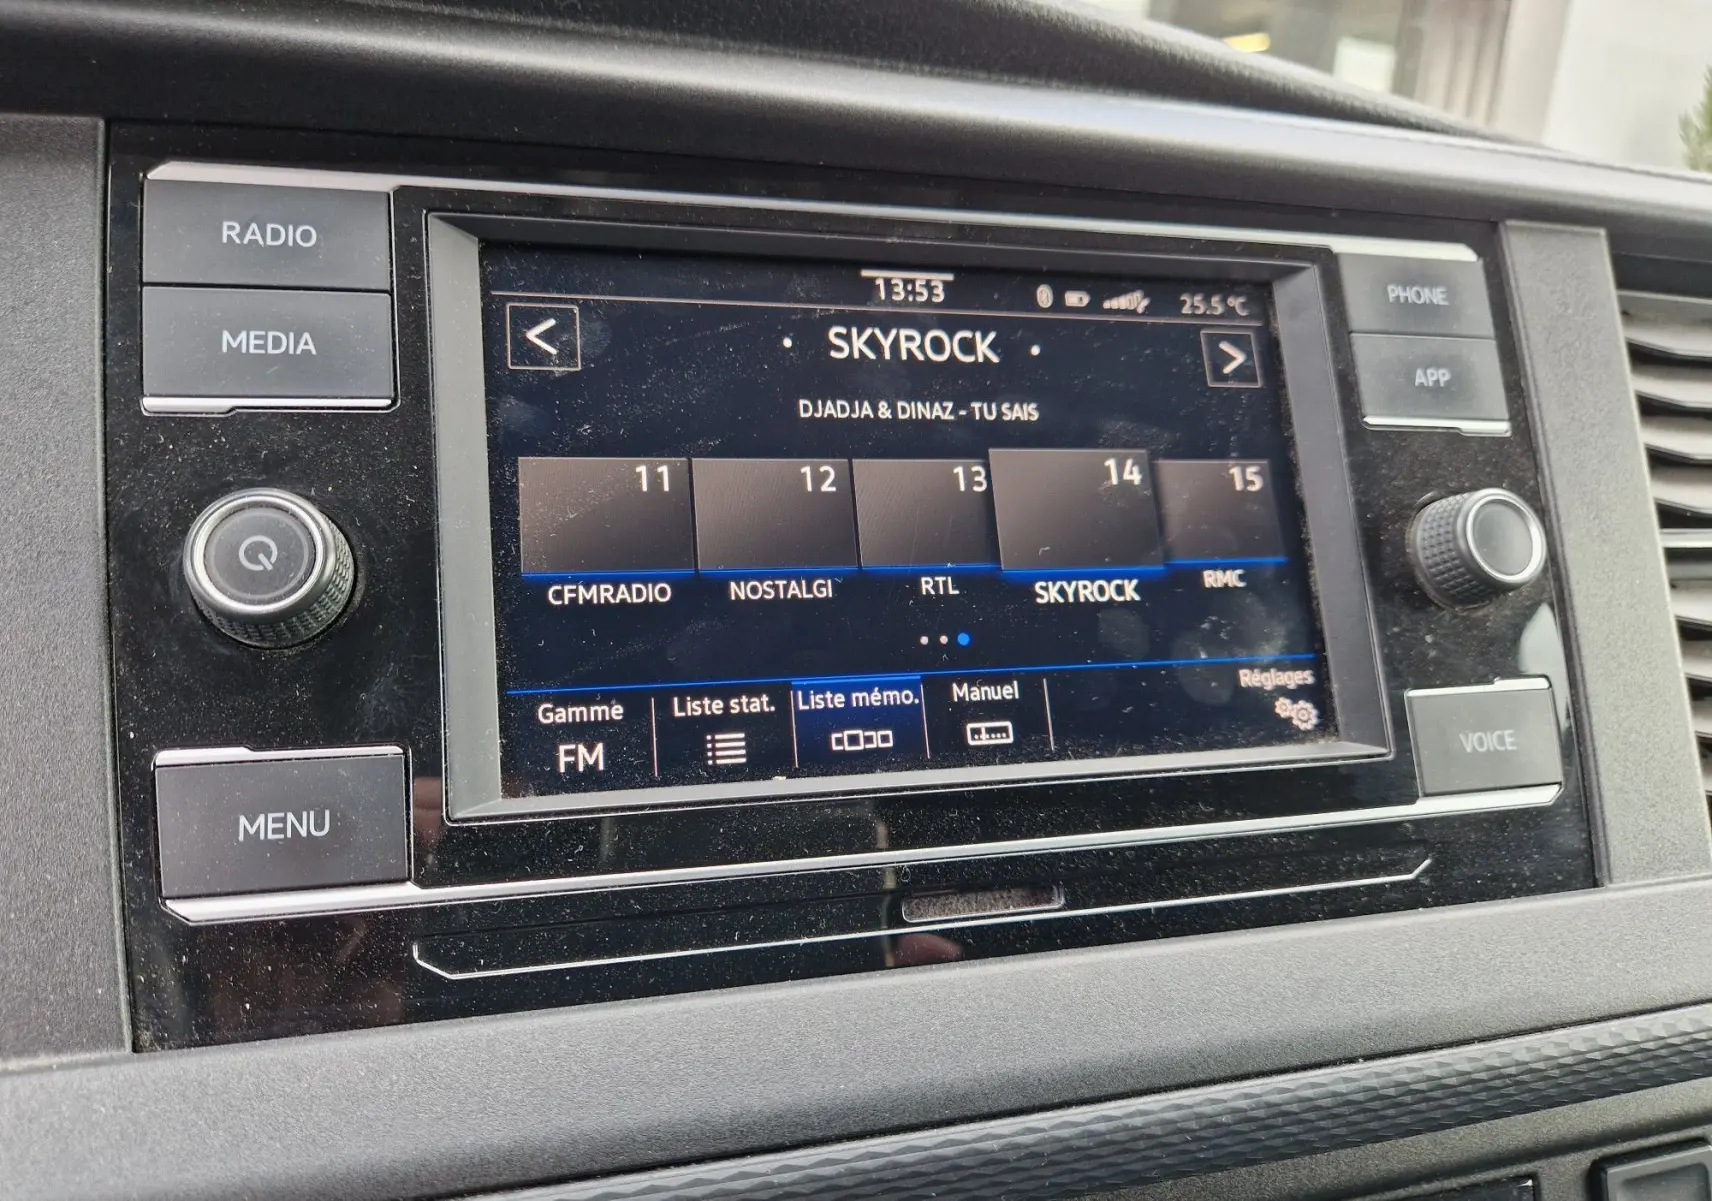 RADIO
MEDIA
MENU
13:53
25.5°C
SKYROCK
DJADJA & DINAZ - TU SAIS
11
12
13
14
15
CFMRADIO
NOSTALGI
RTL
SKYROCK
RMC
Gamme
FM
Liste stat.
Liste mémo.
Manuel
Réglages
PHONE
APP
VOICE